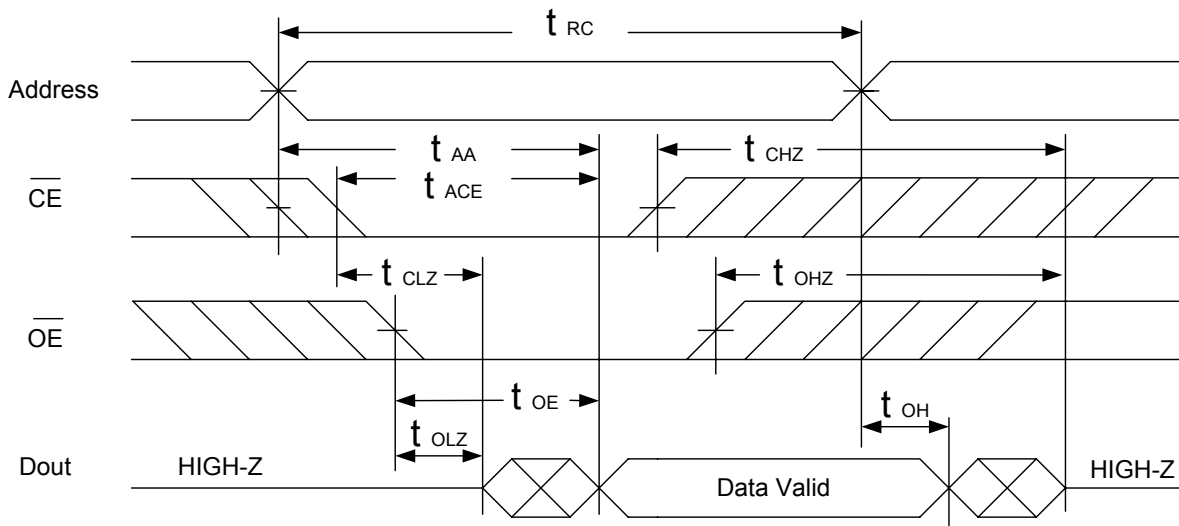 t RC
Address
t AA
t CHZ
CE
t ACE
t CLZ
t OHZ
OE
t OE
t OH
t OLZ
Dout
HIGH-Z
Data Valid
HIGH-Z